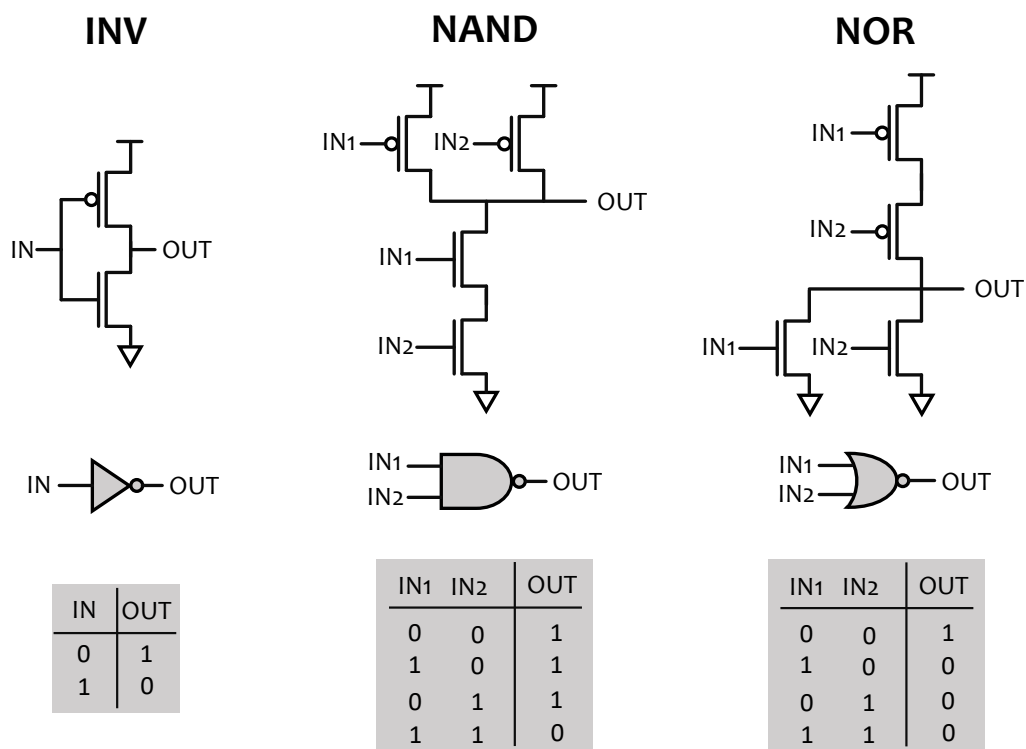 INV
IN
OUT
IN
OUT
IN OUT
0 1
1 0
NAND
IN1
IN2
OUT
IN1
IN2
IN1
IN2
OUT
IN1 IN2 OUT
0 0 1
1 0 1
0 1 1
1 1 0
NOR
IN1
IN2
OUT
IN1
IN2
IN1
IN2
OUT
IN1 IN2 OUT
0 0 1
1 0 0
0 1 0
1 1 0